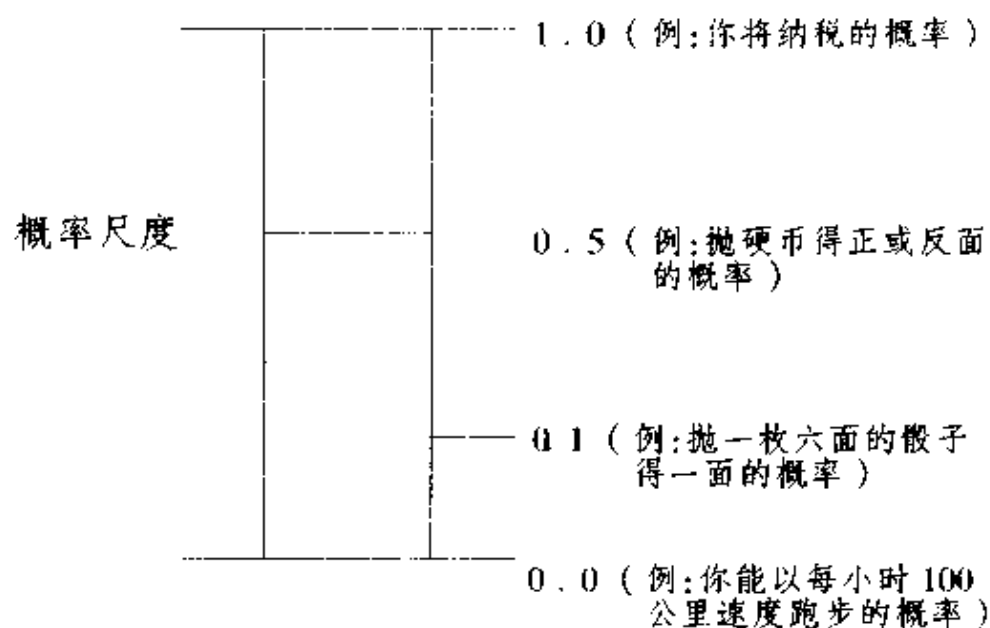 1.0(例:你将纳税的概率)
概率尺度
0.5(例:抛硬币得正或反面
的概率)
0 1(例:抛一枚六面的骰子
得一面的概率)
0.0(例:你能以每小时100
公里速度跑步的概率)